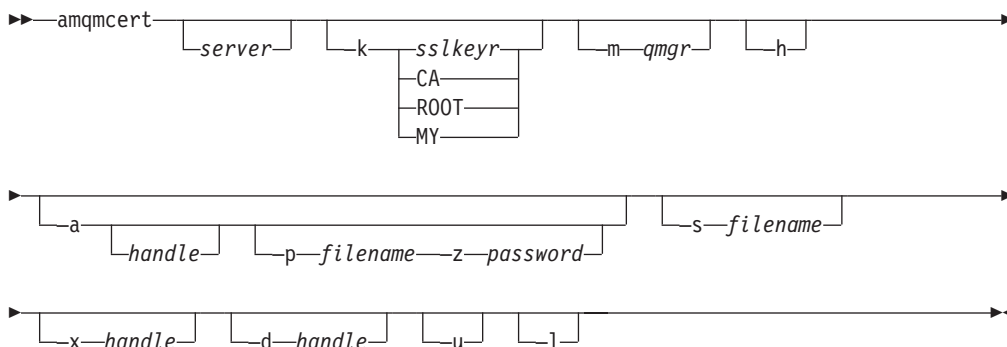 amqmcert
server
–k sslkeyr
CA
ROOT
MY
–m qmgr
–h
–a
handle
–p filename –z password
–s filename
–x handle
–d handle
–u
–l